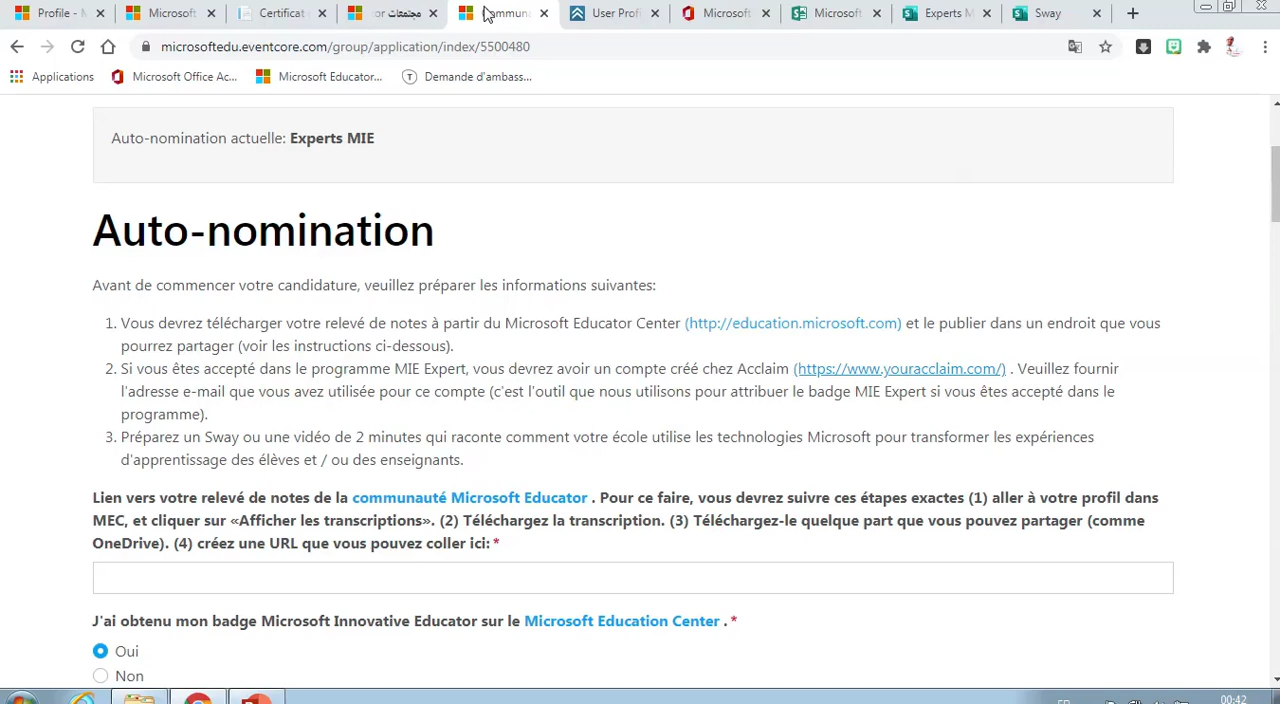 Profile -
Microsoft
Certificat
مجتمعات or
User Prof
Microsoft
Microsoft
Experts M
Sway
microsoftedu.eventcore.com/group/application/index/5500480
Applications
Microsoft Office Ac...
Microsoft Educator...
Demande d'ambass...
Auto-nomination actuelle: Experts MIE
Auto-nomination
Avant de commencer votre candidature, veuillez préparer les informations suivantes:
1. Vous devrez télécharger votre relevé de notes à partir du Microsoft Educator Center (http://education.microsoft.com) et le publier dans un endroit que vous
pourrez partager (voir les instructions ci-dessous).
2. Si vous êtes accepté dans le programme MIE Expert, vous devrez avoir un compte créé chez Acclaim (https://www.youracclaim.com/) . Veuillez fournir
l'adresse e-mail que vous avez utilisée pour ce compte (c'est l'outil que nous utilisons pour attribuer le badge MIE Expert si vous êtes accepté dans le
programme).
3. Préparez un Sway ou une vidéo de 2 minutes qui raconte comment votre école utilise les technologies Microsoft pour transformer les expériences
d'apprentissage des élèves et / ou des enseignants.
Lien vers votre relevé de notes de la communauté Microsoft Educator . Pour ce faire, vous devrez suivre ces étapes exactes (1) aller à votre profil dans
MEC, et cliquer sur «Afficher les transcriptions». (2) Téléchargez la transcription. (3) Téléchargez-le quelque part que vous pouvez partager (comme
OneDrive). (4) créez une URL que vous pouvez coller ici: *
J'ai obtenu mon badge Microsoft Innovative Educator sur le Microsoft Education Center . *
Oui
Non
00:42